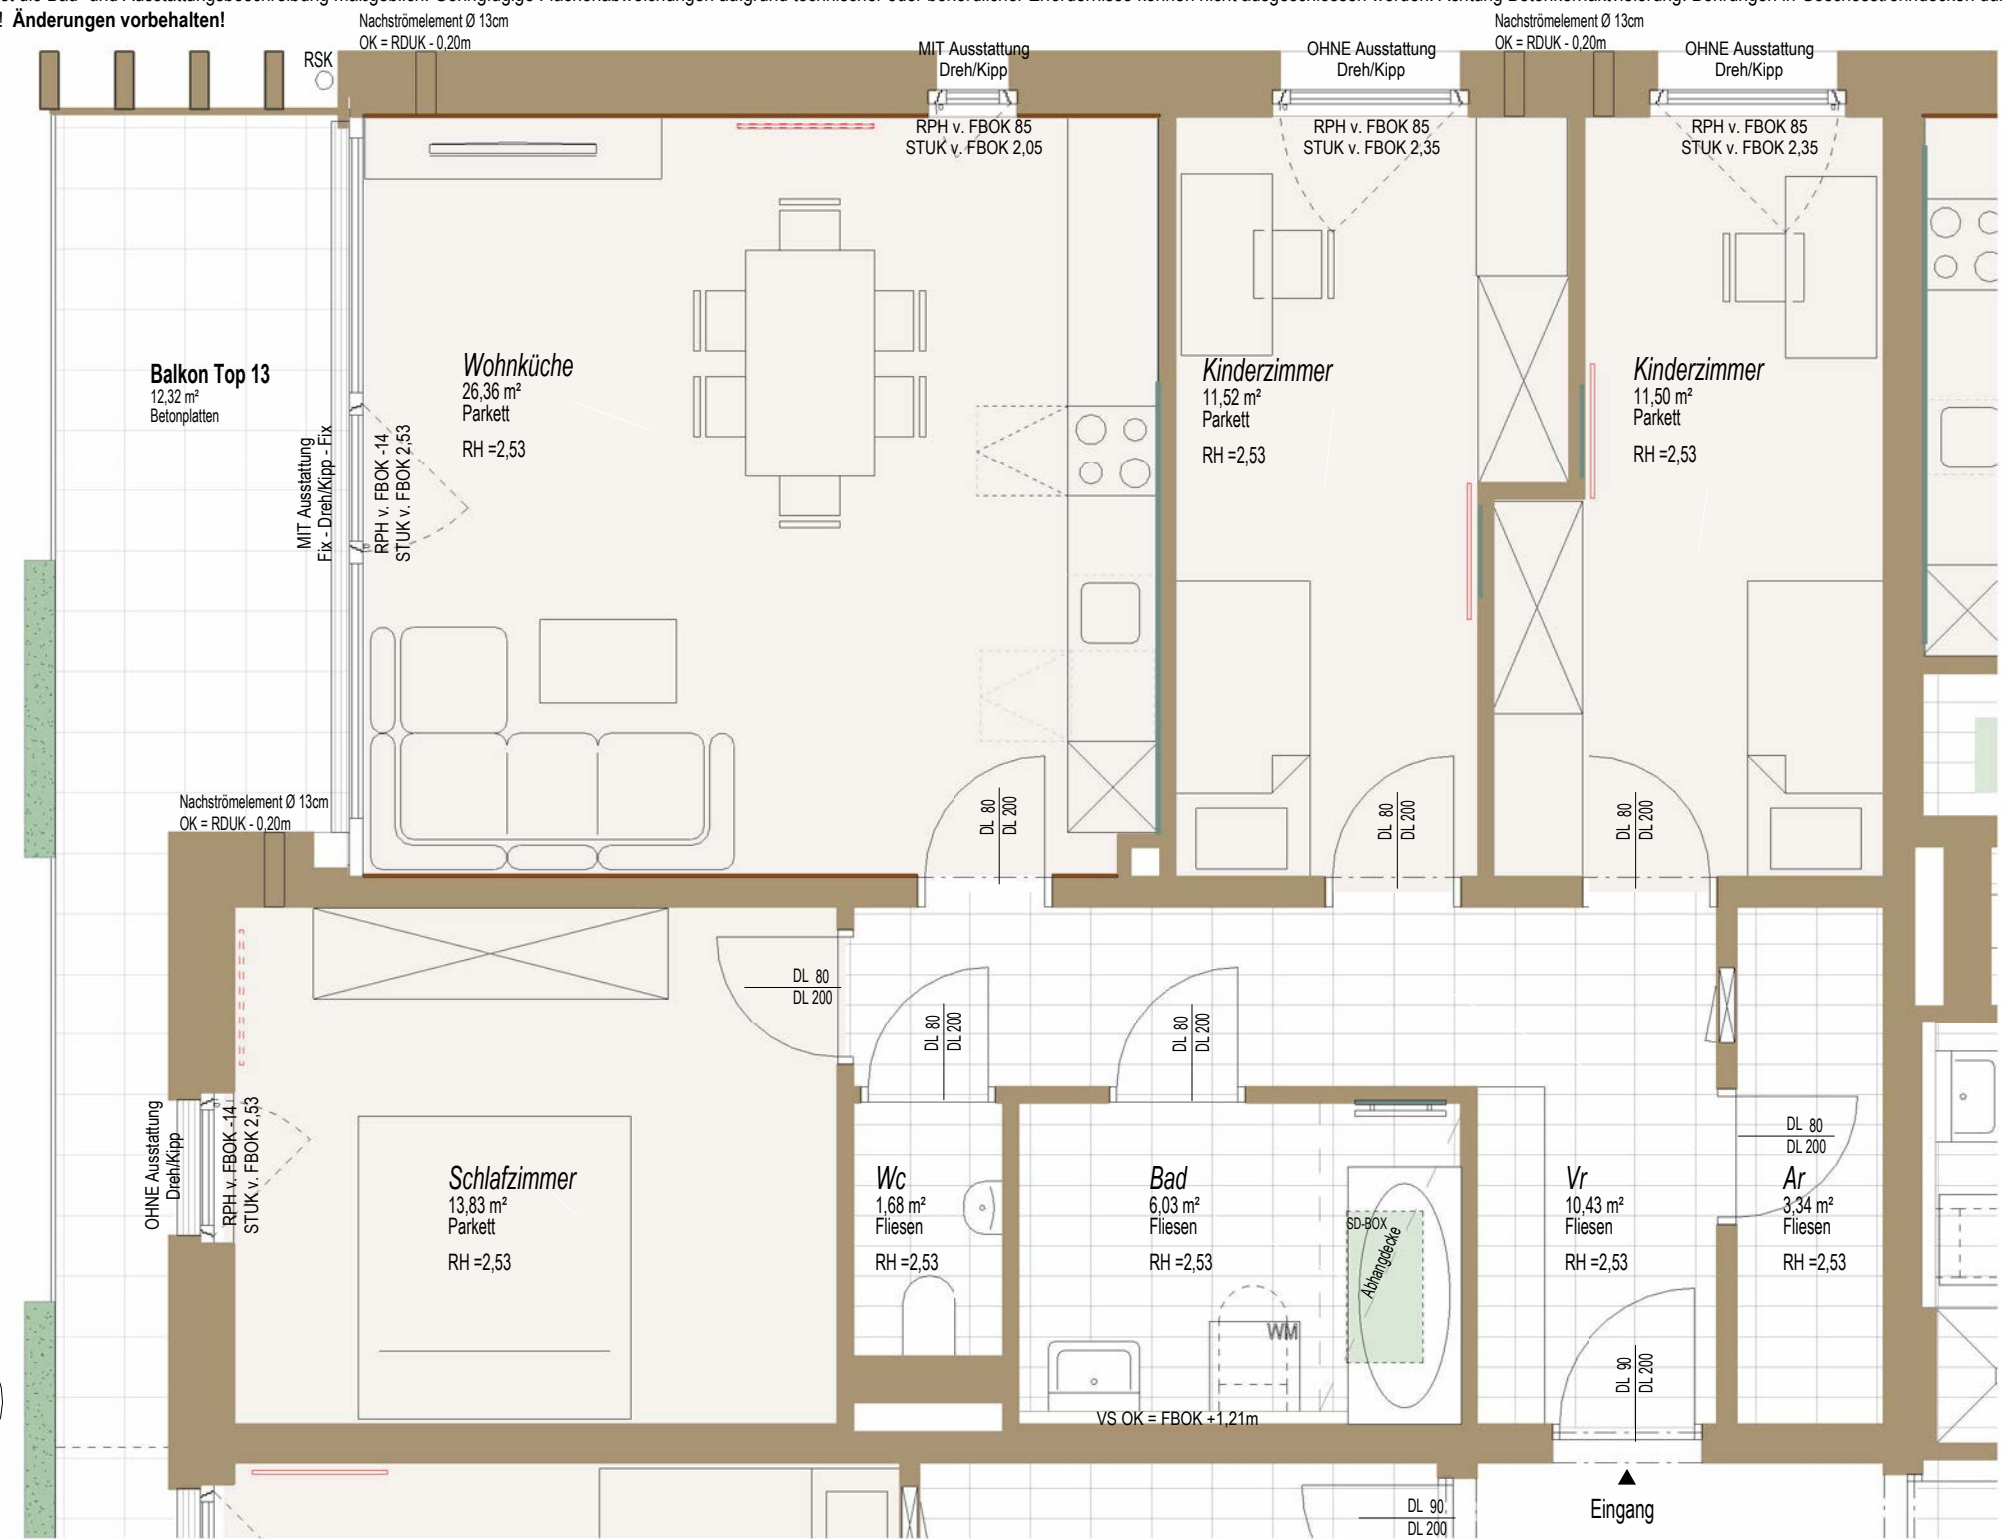 ! Änderungen vorbehalten!
Nachströmelement Ø 13cm
OK = RDUK - 0,20m
RSK
MIT Ausstattung
Dreh/Kipp
RPH v. FBOK 85
STUK v. FBOK 2,05
OHNE Ausstattung
Dreh/Kipp
RPH v. FBOK 85
STUK v. FBOK 2,35
Nachströmelement Ø 13cm
OK = RDUK - 0,20m
OHNE Ausstattung
Dreh/Kipp
RPH v. FBOK 85
STUK v. FBOK 2,35
Balkon Top 13
12,32 m²
Betonplatten
MIT Ausstattung
Fix - Dreh/Kipp - Fix
RPH v. FBOK -14
STUK v. FBOK 2,53
Wohnküche
26,36 m²
Parkett
RH =2,53
Kinderzimmer
11,52 m²
Parkett
RH =2,53
Kinderzimmer
11,50 m²
Parkett
RH =2,53
Nachströmelement Ø 13cm
OK = RDUK - 0,20m
DL 80
DL 200
DL 80
DL 200
DL 80
DL 200
DL 80
DL 200
DL 80
DL 200
DL 80
DL 200
DL 80
DL 200
OHNE Ausstattung
Dreh/Kipp
RPH v. FBOK -14
STUK v. FBOK 2,53
Schlafzimmer
13,83 m²
Parkett
RH =2,53
Wc
1,68 m²
Fliesen
RH =2,53
Bad
6,03 m²
Fliesen
RH =2,53
SD-BOX
Abhangdecke
WM
VS OK = FBOK +1,21m
Vr
10,43 m²
Fliesen
RH =2,53
Ar
3,34 m²
Fliesen
RH =2,53
DL 90
DL 200
Eingang
DL 90
DL 200